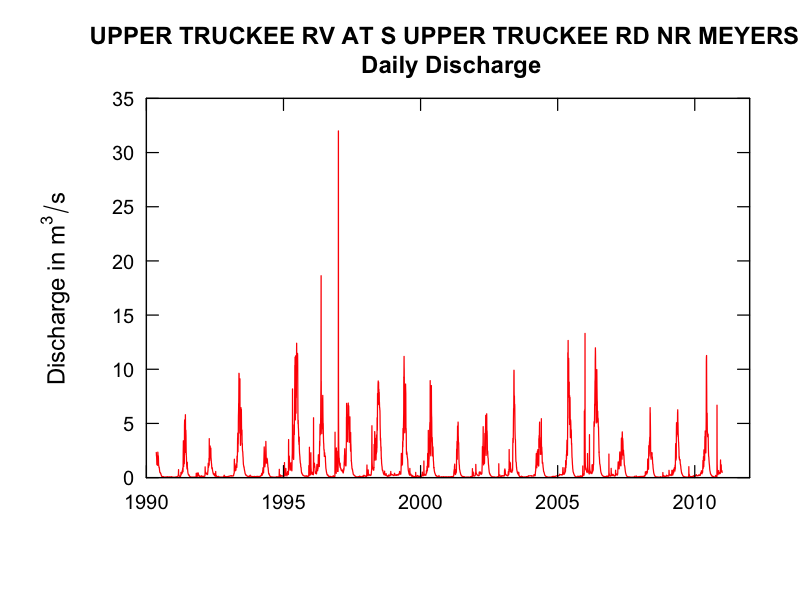 UPPER TRUCKEE RV AT S UPPER TRUCKEE RD NR MEYERS
Daily Discharge
Discharge in m³/s
35
30
25
20
15
10
5
0
1990 1995 2000 2005 2010